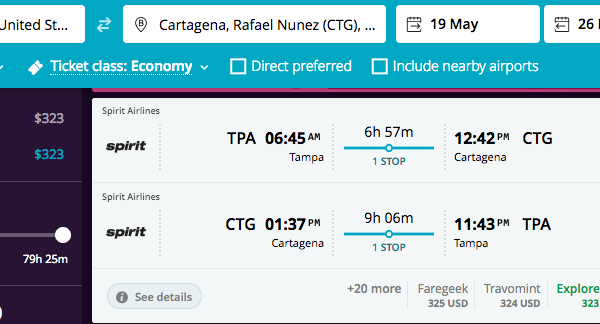 United St...
Cartagena, Rafael Nunez (CTG), ...
19 May
26
Ticket class: Economy
Direct preferred
Include nearby airports
$323
$323
79h 25m
Spirit Airlines
spirit
TPA 06:45 AM
Tampa
6h 57m
1 STOP
12:42 PM CTG
Cartagena
Spirit Airlines
spirit
CTG 01:37 PM
Cartagena
9h 06m
1 STOP
11:43 PM TPA
Tampa
See details
+20 more
Faregeek
325 USD
Travomint
324 USD
Explore
323